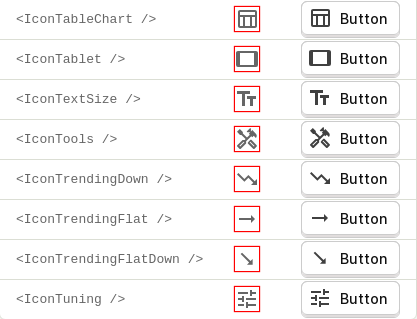 <IconTableChart /> Button
<IconTablet /> Button
<IconTextSize /> Button
<IconTools /> Button
<IconTrendingDown /> Button
<IconTrendingFlat /> Button
<IconTrendingFlatDown /> Button
<IconTuning /> Button